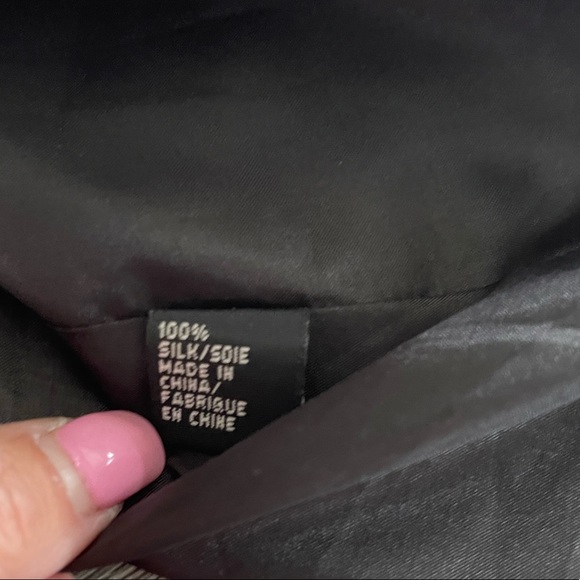 100%
SILK/SOIE
MADE IN
CHINA/
FABRIQUE
EN CHINE